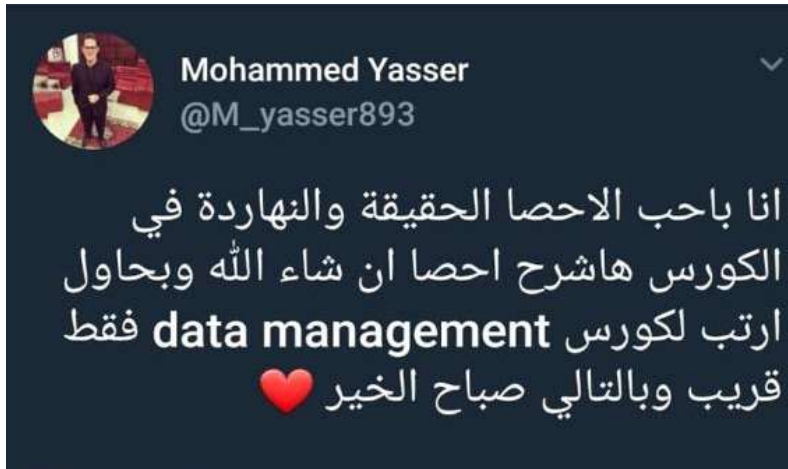 Mohammed Yasser
@M_yasser893
انا باحب الاحصا الحقيقة والنهاردة في
الكورس هاشرح احصا ان شاء الله وبحاول
ارتب لكورس data management فقط
قريب وبالتالي صباح الخير ❤️